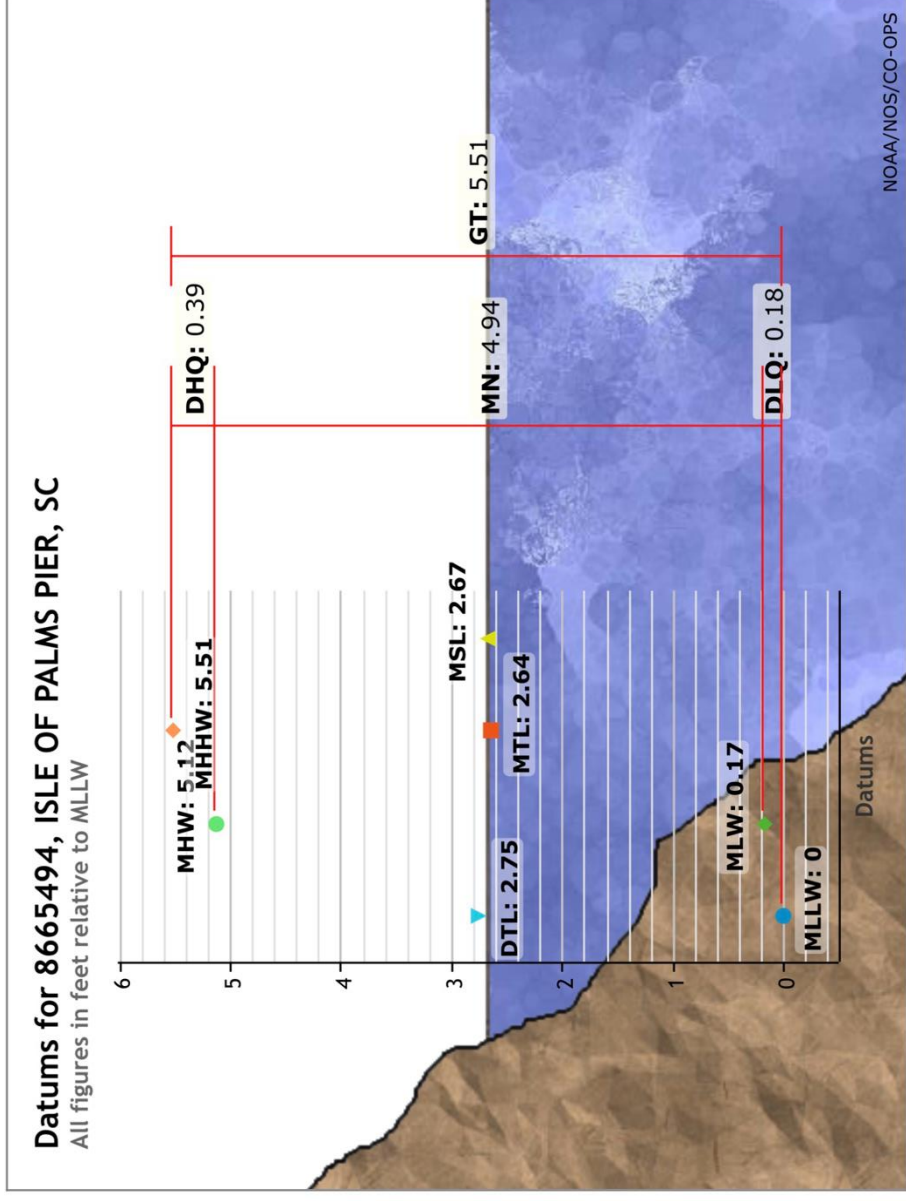 Datums for 8665494, ISLE OF PALMS PIER, SC
All figures in feet relative to MLLW
6
5
4
3
2
1
0
MHW: 5.12
MHHW: 5.51
DHQ: 0.39
MSL: 2.67
MTL: 2.64
DTL: 2.75
MN: 4.94
GT: 5.51
MLW: 0.17
MLLW: 0
DLQ: 0.18
Datums
NOAA/NOS/CO-OPS